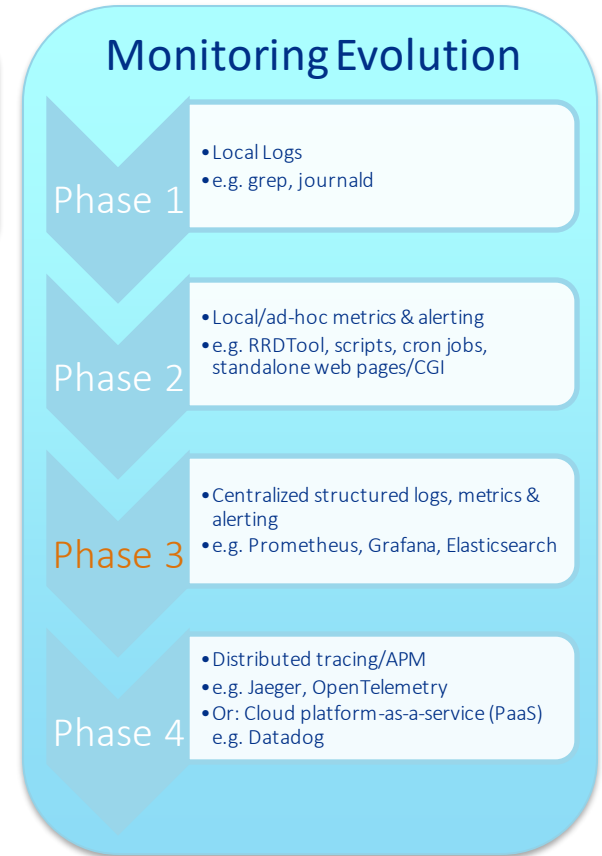 Monitoring Evolution
Phase 1
•Local Logs
•e.g. grep, journald
Phase 2
•Local/ad-hoc metrics & alerting
•e.g. RRDTool, scripts, cron jobs,
standalone web pages/CGI
Phase 3
•Centralized structured logs, metrics &
alerting
•e.g. Prometheus, Grafana, Elasticsearch
Phase 4
•Distributed tracing/APM
•e.g. Jaeger, OpenTelemetry
•Or: Cloud platform-as-a-service (PaaS)
e.g. Datadog